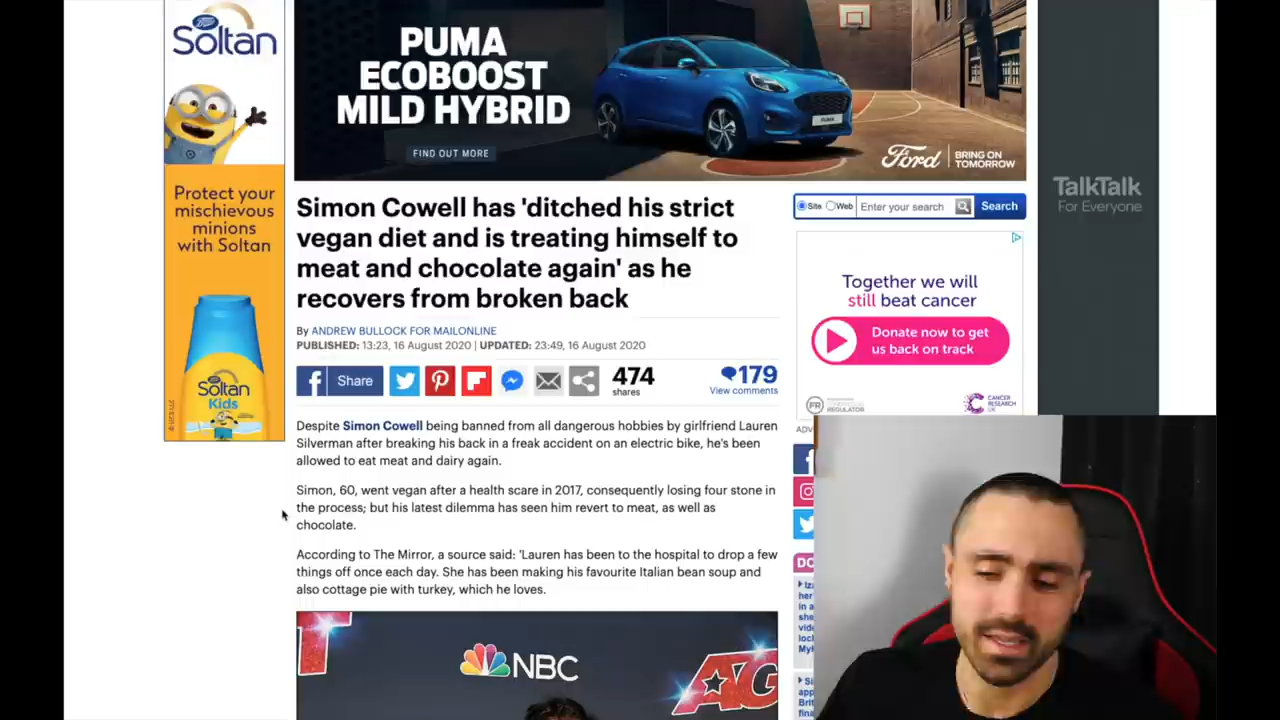 Boots
Soltan
Protect your
mischievous
minions
with Soltan
Soltan
Kids
PUMA
ECOBOOST
MILD HYBRID
FIND OUT MORE
PUMA
Ford
BRING ON
TOMORROW
TalkTalk
For Everyone
Simon Cowell has 'ditched his strict
vegan diet and is treating himself to
meat and chocolate again' as he
recovers from broken back
By ANDREW BULLOCK FOR MAILONLINE
PUBLISHED: 13:23, 16 August 2020 | UPDATED: 23:49, 16 August 2020
Share
474
shares
179
View comments
Despite Simon Cowell being banned from all dangerous hobbies by girlfriend Lauren
Silverman after breaking his back in a freak accident on an electric bike, he's been
allowed to eat meat and dairy again.
Simon, 60, went vegan after a health scare in 2017, consequently losing four stone in
the process; but his latest dilemma has seen him revert to meat, as well as
chocolate.
According to The Mirror, a source said: 'Lauren has been to the hospital to drop a few
things off once each day. She has been making his favourite Italian bean soup and
also cottage pie with turkey, which he loves.
NBC
Site Web Enter your search Search
Together we will
still beat cancer
Donate now to get
us back on track
FR
REGULATOR
CANCER
RESEARCH
UK